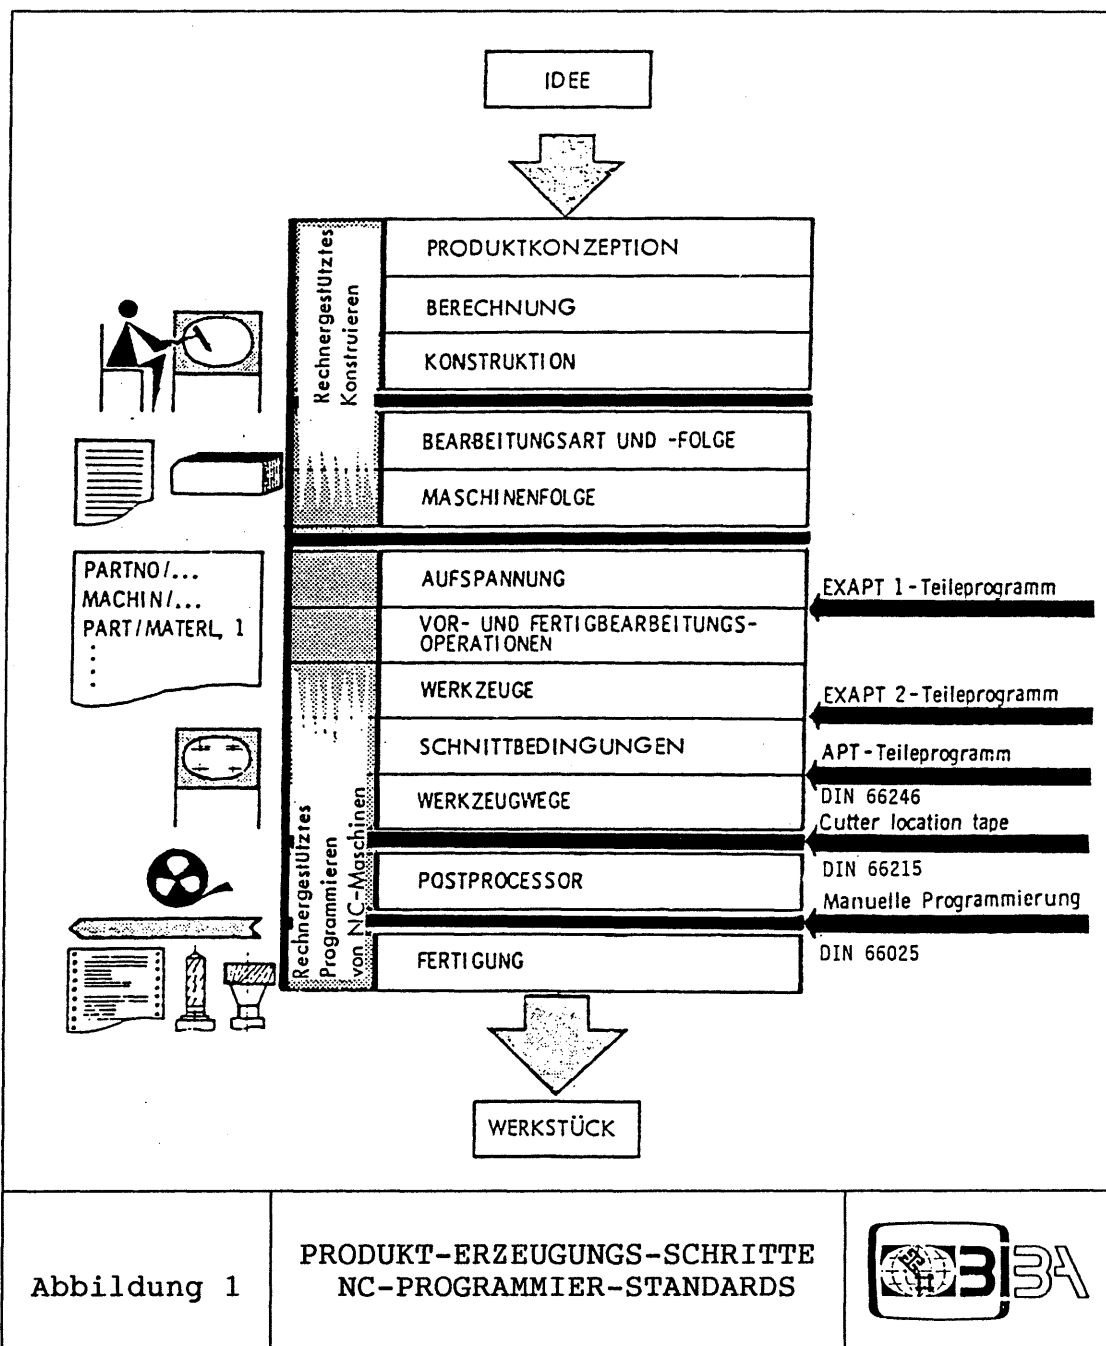 IDEE
Rechnergestütztes
Konstruieren
PRODUKTKONZEPTION
BERECHNUNG
KONSTRUKTION
BEARBEITUNGSART UND -FOLGE
MASCHINENFOLGE
PARTNO/...
MACHIN/...
PART/MATERL, 1
Rechnergestütztes
Programmieren
von NC-Maschinen
AUFSPANNUNG
VOR- UND FERTIGBEARBEITUNGS-
OPERATIONEN
WERKZEUGE
SCHNITTBEDINGUNGEN
WERKZEUGWEGE
POSTPROCESSOR
FERTIGUNG
EXAPT 1-Teileprogramm
EXAPT 2-Teileprogramm
APT-Teileprogramm
DIN 66246
Cutter location tape
DIN 66215
Manuelle Programmierung
DIN 66025
WERKSTÜCK
Abbildung 1
PRODUKT-ERZEUGUNGS-SCHRITTE
NC-PROGRAMMIER-STANDARDS
BIBA